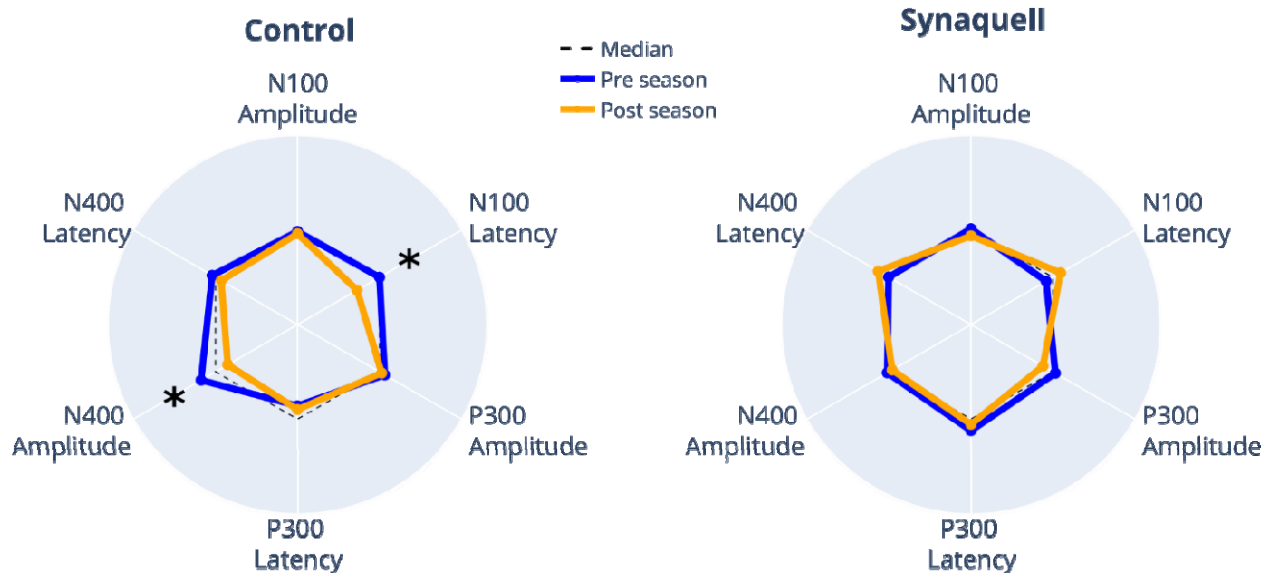 Control
N100
Amplitude
N100
Latency
P300
Amplitude
P300
Latency
N400
Amplitude
N400
Latency
*
*
Median
Pre season
Post season
Synaquell
N100
Amplitude
N100
Latency
P300
Amplitude
P300
Latency
N400
Amplitude
N400
Latency